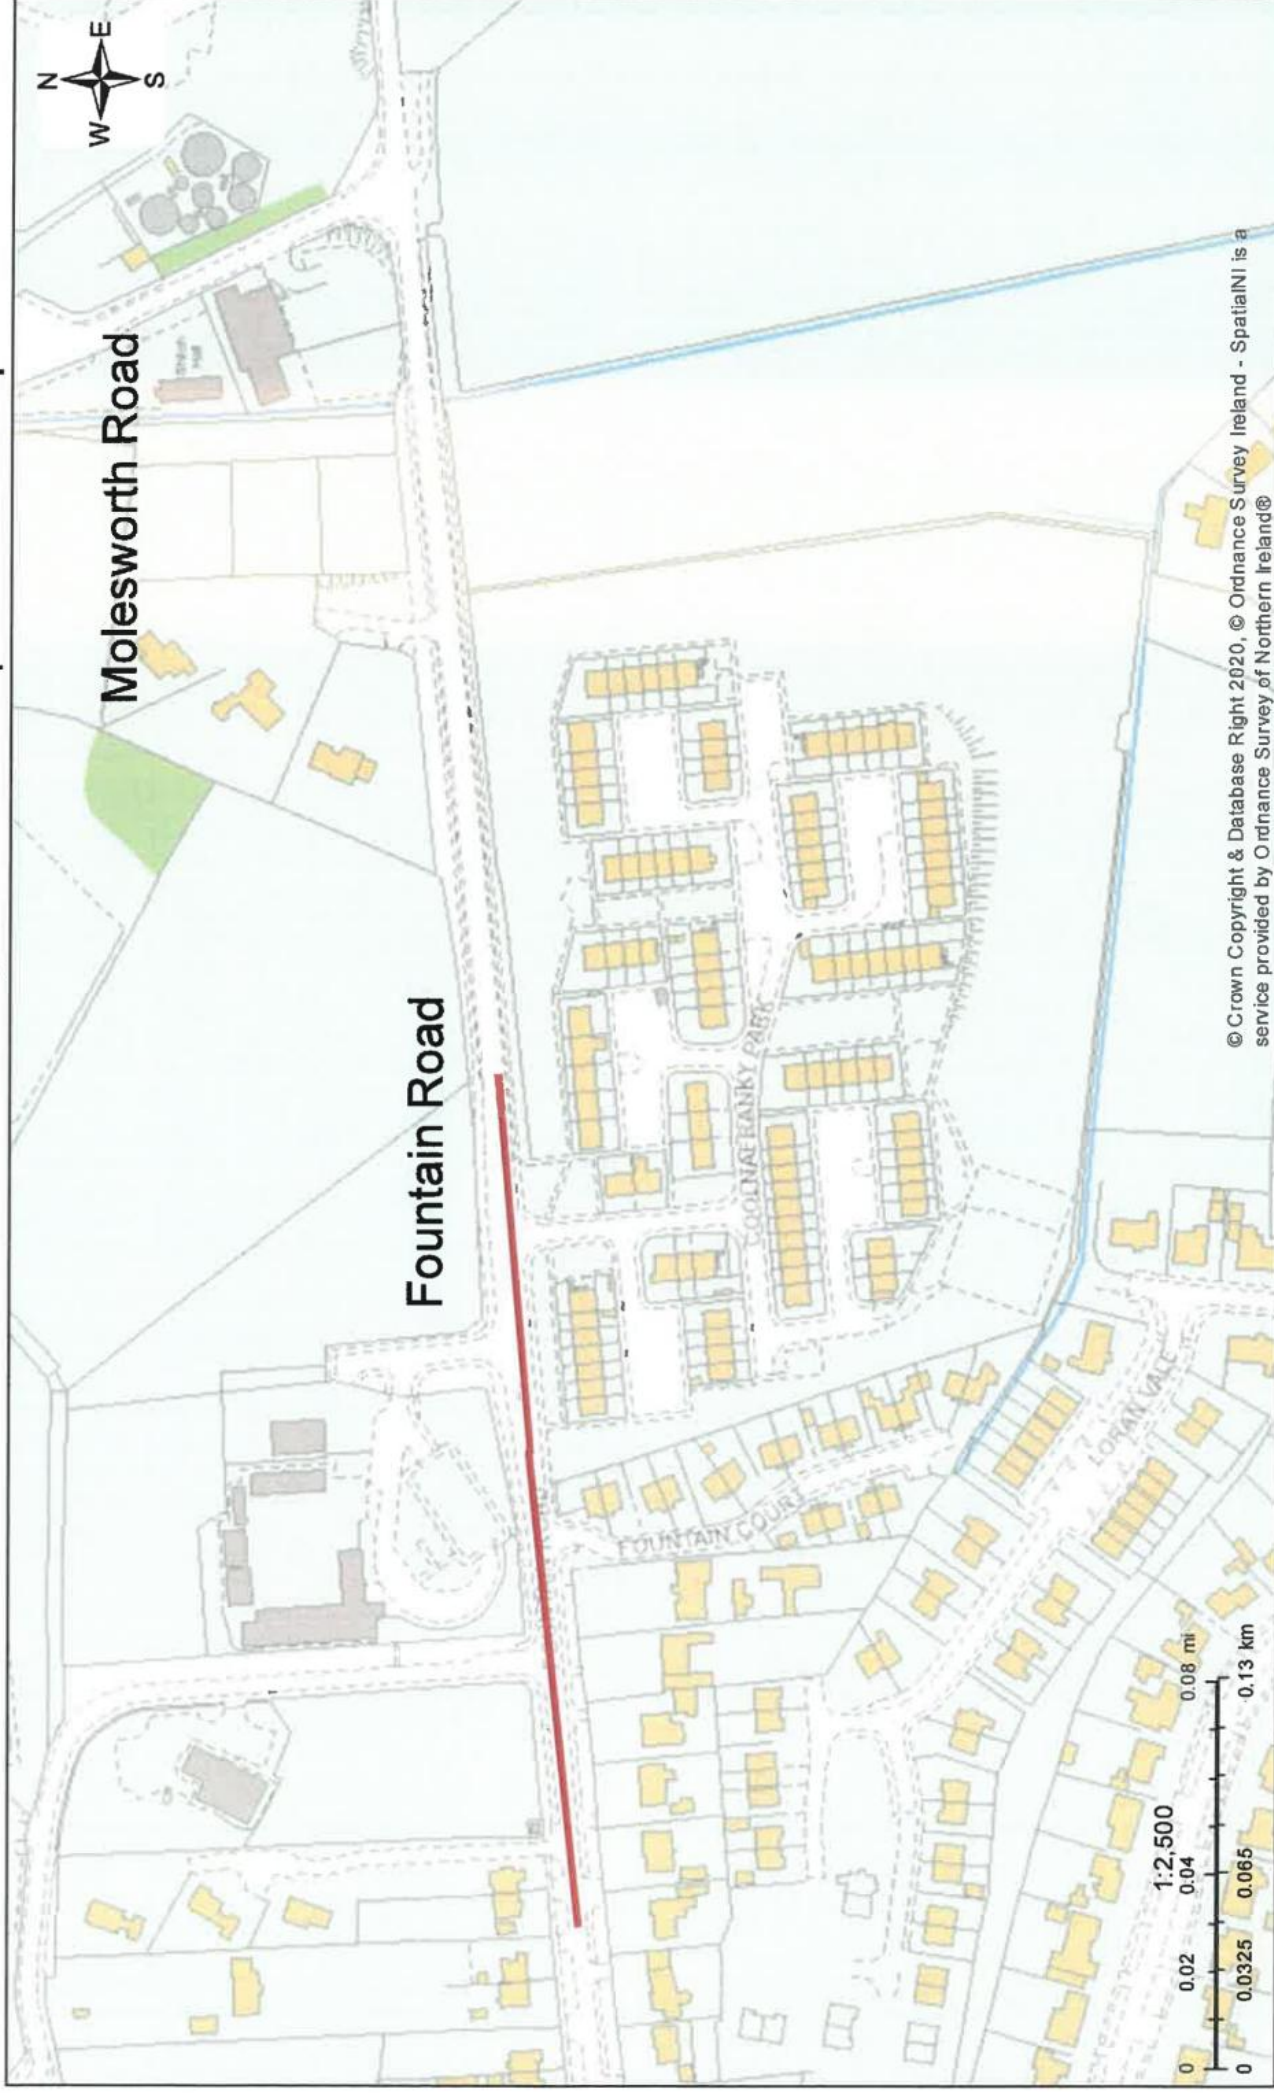 N
W E
S
Molesworth Road
Hall
Fountain Road
COOLNAFRANKY PARK
FOUNTAIN COURT
LORAN VALE
1:2,500
0 0.02 0.04 0.08 mi
0 0.0325 0.065 0.13 km
© Crown Copyright & Database Right 2020, © Ordnance Survey Ireland - SpatialNI is a
service provided by Ordnance Survey of Northern Ireland®